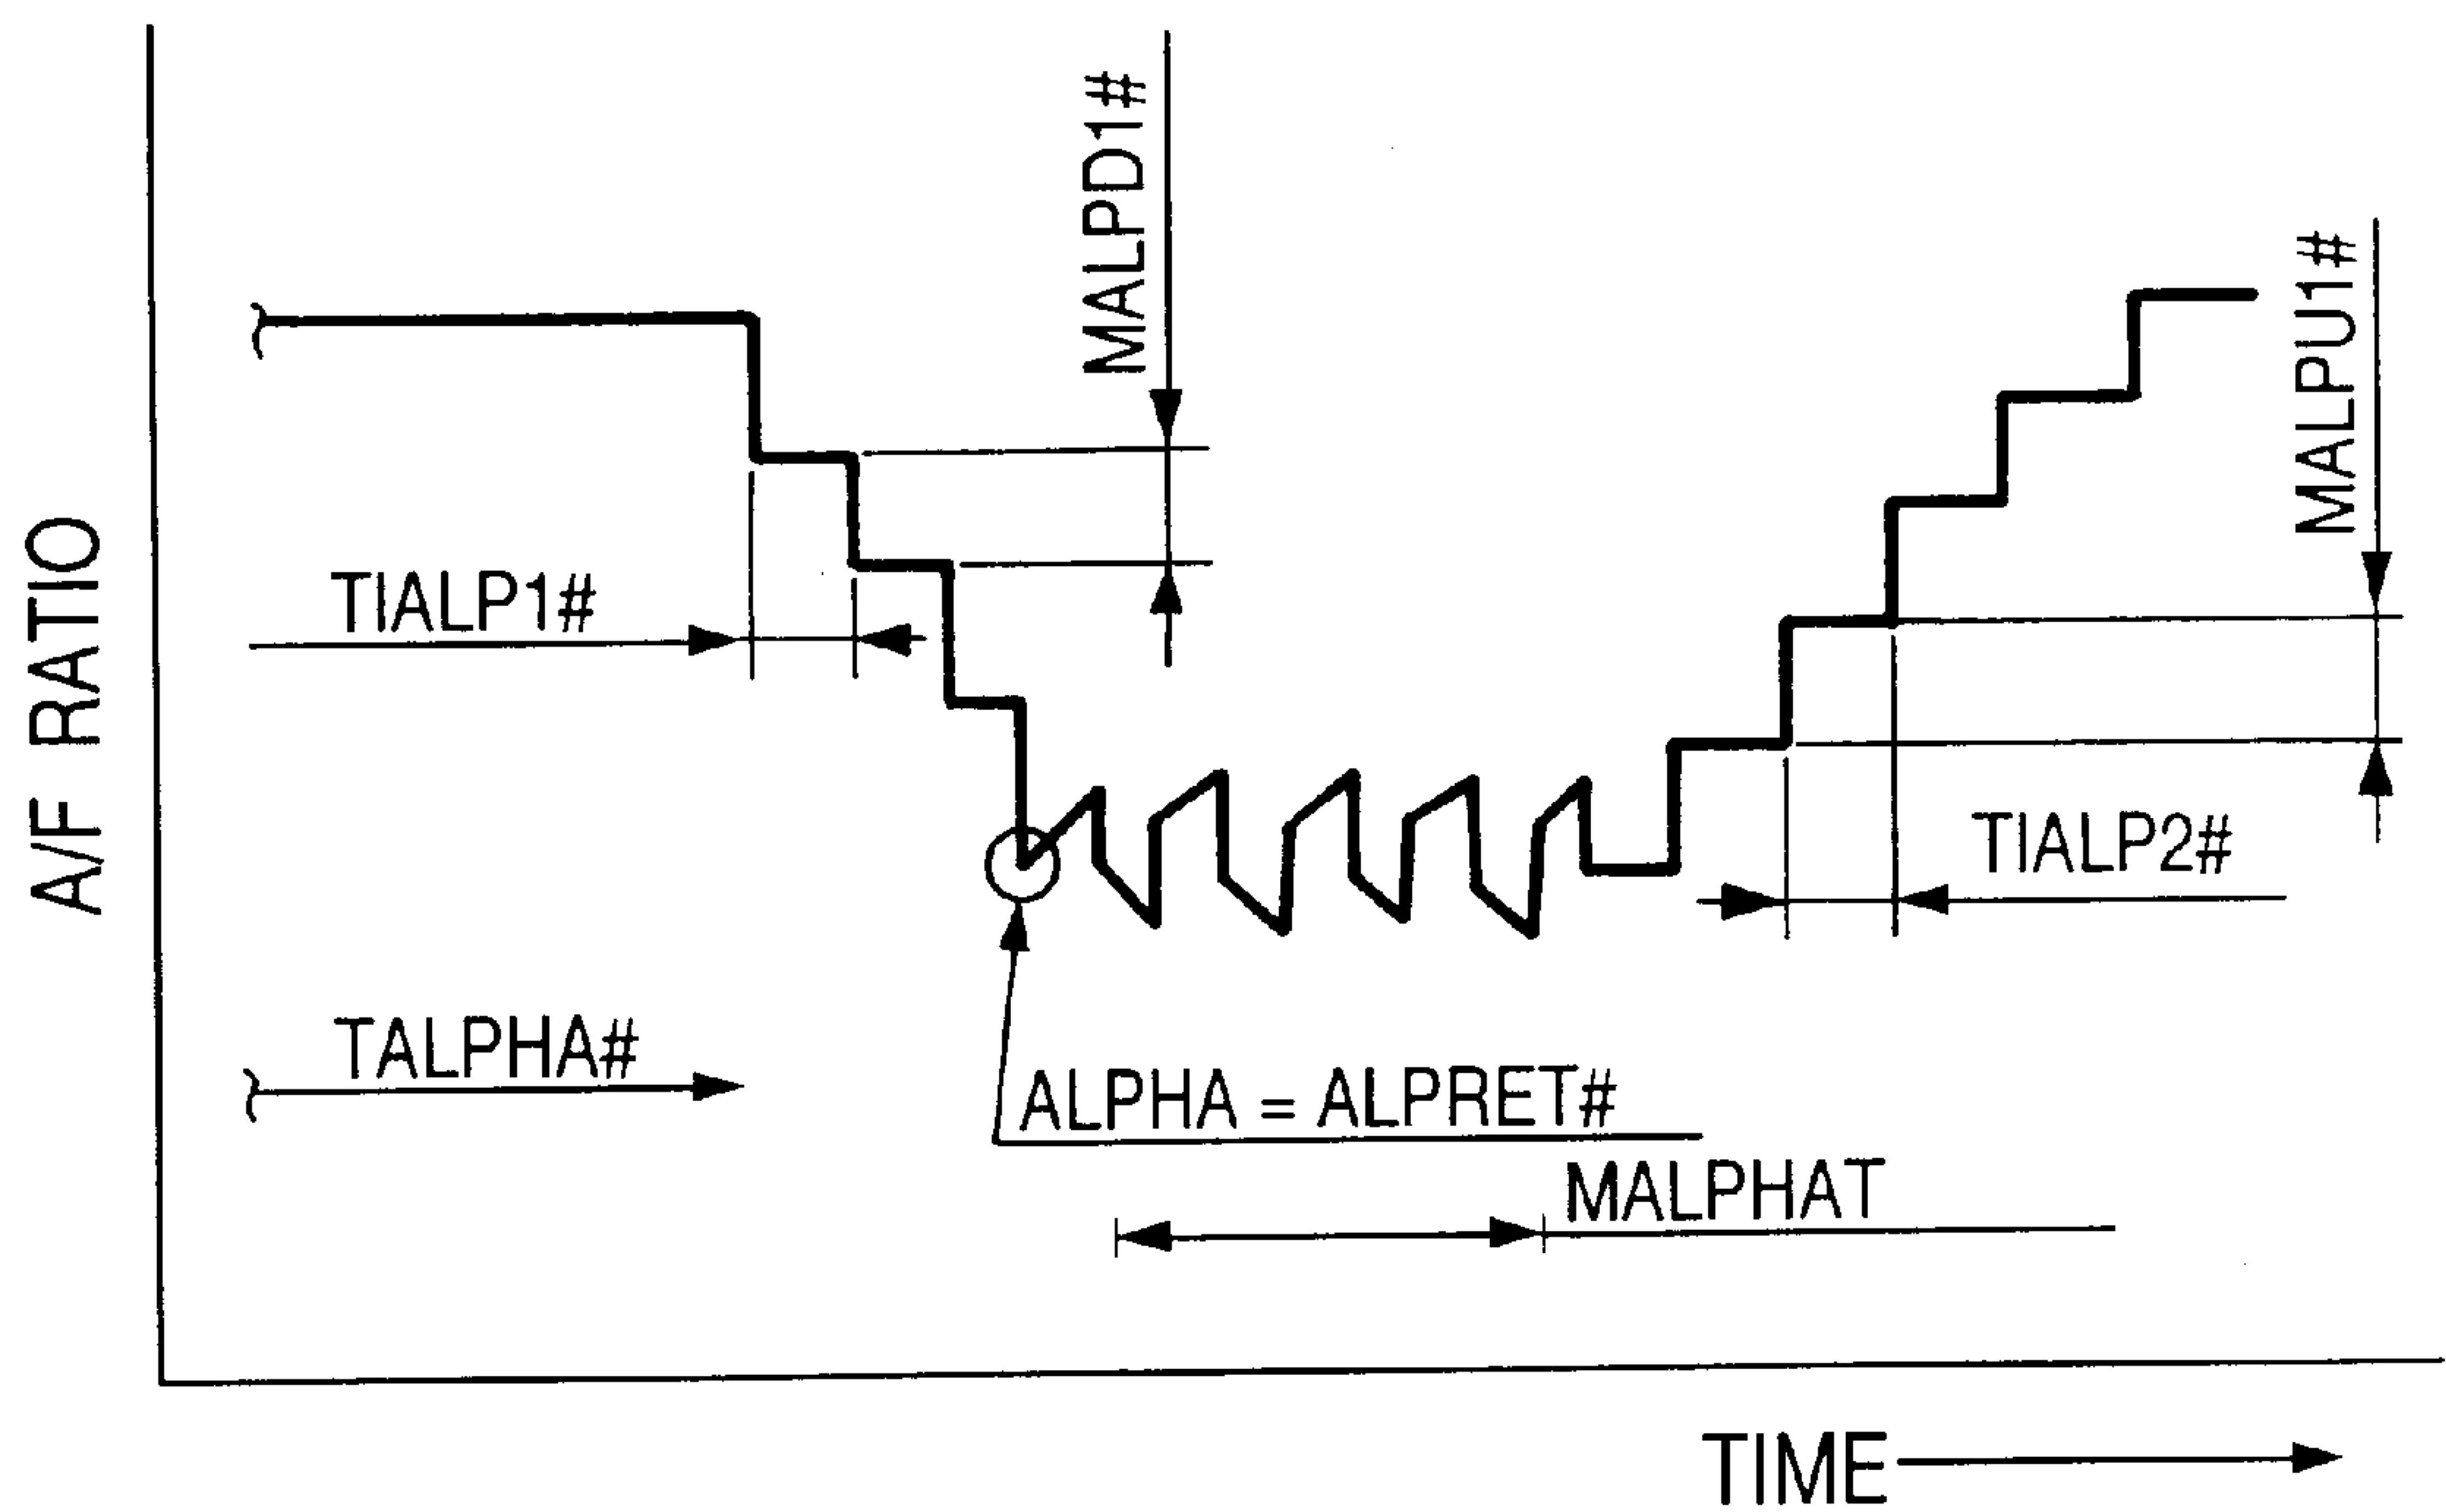 MALPD1#
MALPU1#
A/F RATIO
TIALP1#
TIALP2#
TALPHA#
ALPHA = ALPRET#
MALPHAT
TIME